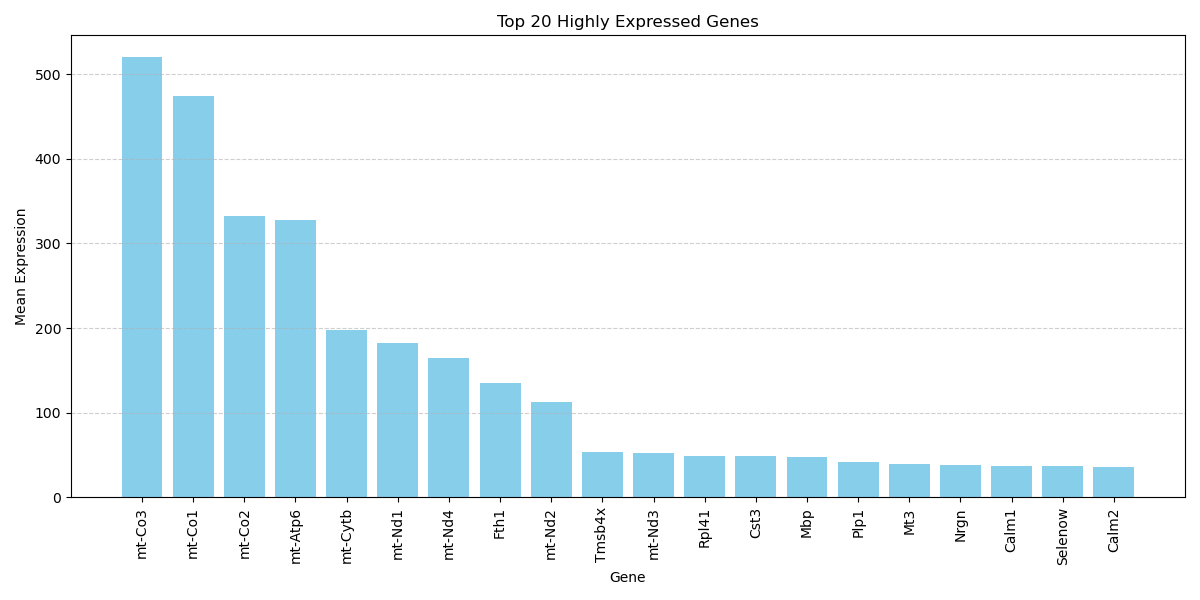 Top 20 Highly Expressed Genes
Mean Expression
500
400
300
200
100
0
mt-Co3
mt-Co1
mt-Co2
mt-Atp6
mt-Cytb
mt-Nd1
mt-Nd4
Fth1
mt-Nd2
Tmsb4x
mt-Nd3
Rpl41
Cst3
Mbp
Plp1
Mt3
Nrgn
Calm1
Selenow
Calm2
Gene